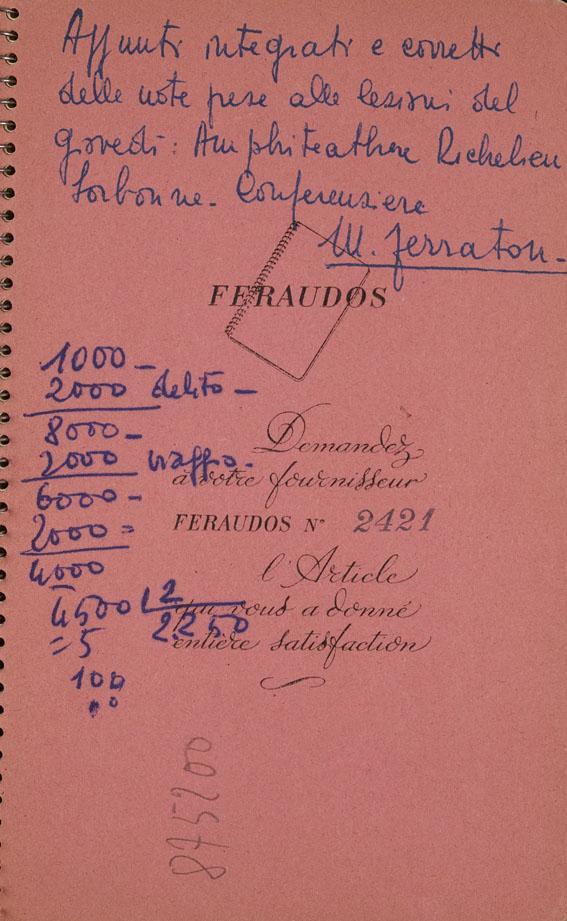 Appunti integrati e corretti
delle note prese alle lezioni del
giovedì: Amphiteathre Richelieu
Sorbonne. Conferenziere
M. Ferraton -
FERAUDOS
1000 -
2000 debito -
8000 -
2000
6000 -
2000 =
4000
4500 | 2
2250
= 5
100
Demandez
à votre fournisseur
FERAUDOS N° 2421
l'Article
qui vous a donné
entière satisfaction
875200